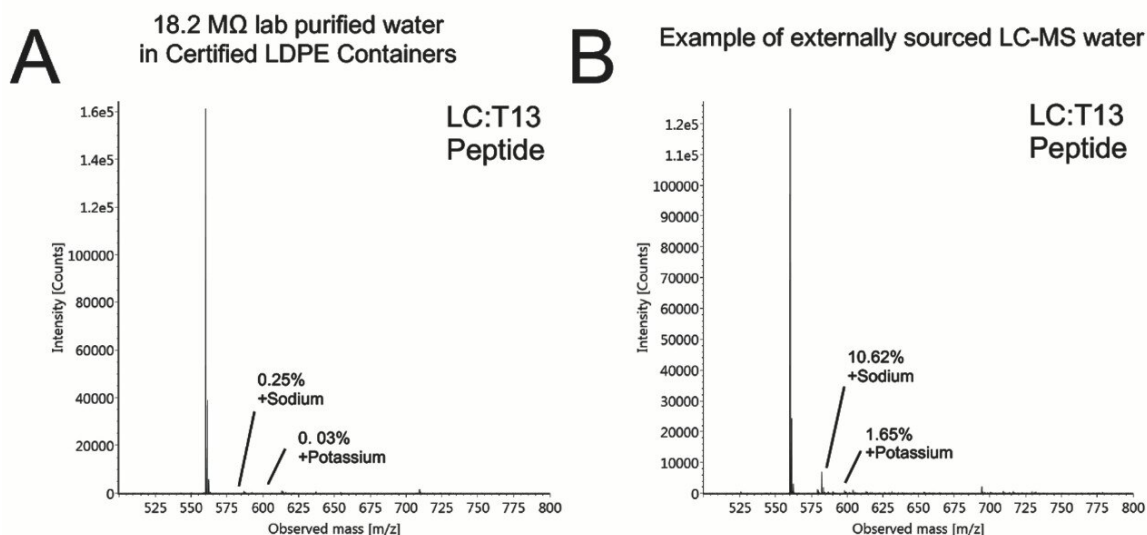 A
18.2 MΩ lab purified water
in Certified LDPE Containers
LC:T13
Peptide
Intensity [Counts]
1.6e5
1.4e5
1.2e5
100000
80000
60000
40000
20000
0
0.25%
+Sodium
0. 03%
+Potassium
525 550 575 600 625 650 675 700 725 750 775 800
Observed mass [m/z]
B
Example of externally sourced LC-MS water
LC:T13
Peptide
Intensity [Counts]
1.2e5
1.1e5
100000
90000
80000
70000
60000
50000
40000
30000
20000
10000
0
10.62%
+Sodium
1.65%
+Potassium
525 550 575 600 625 650 675 700 725 750 775 800
Observed mass [m/z]